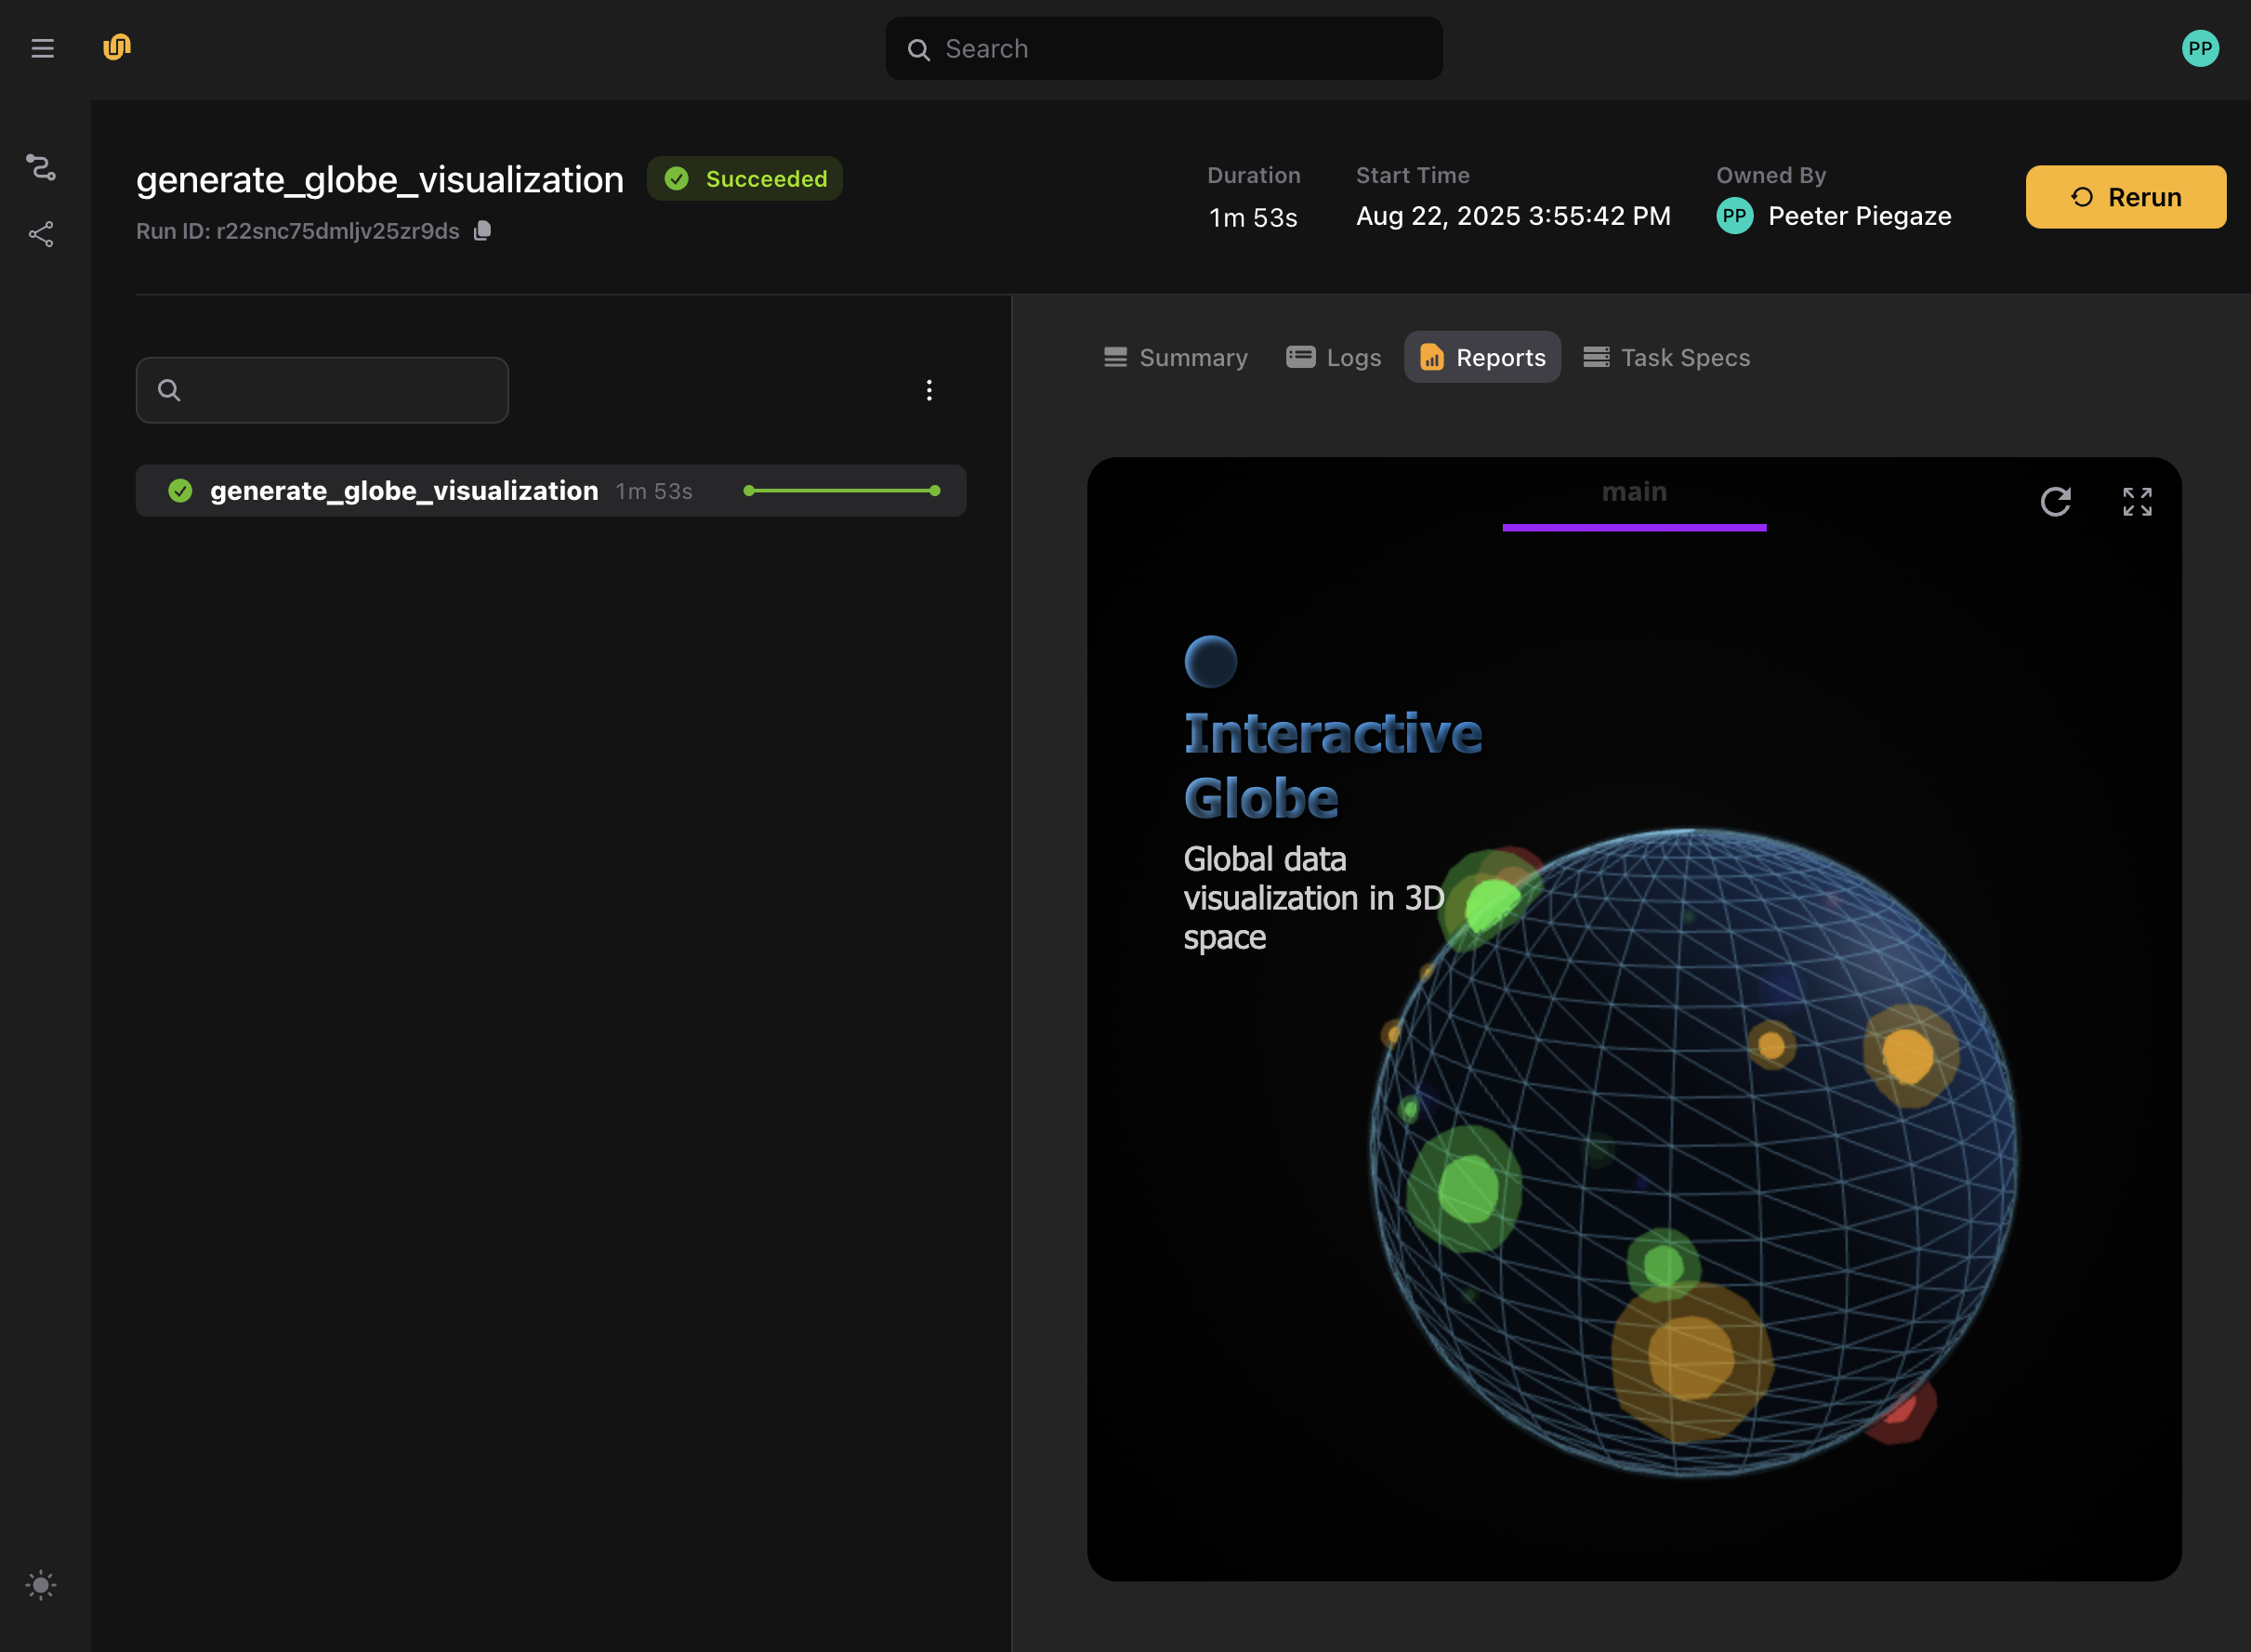 Search
PP
generate_globe_visualization
Succeeded
Run ID: r22snc75dmljv25zr9ds
Duration
1m 53s
Start Time
Aug 22, 2025 3:55:42 PM
Owned By
PP Peeter Piegaze
Rerun
generate_globe_visualization 1m 53s
Summary
Logs
Reports
Task Specs
main
Interactive
Globe
Global data
visualization in 3D
space